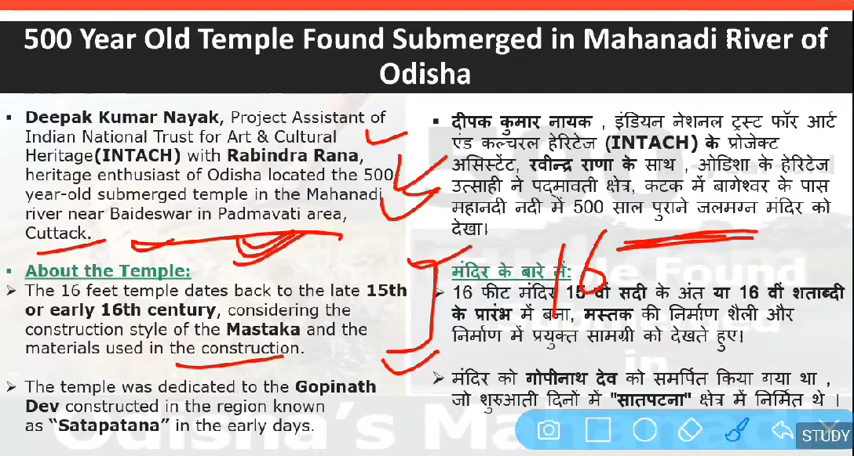 500 Year Old Temple Found Submerged in Mahanadi River of
Odisha
▪ Deepak Kumar Nayak, Project Assistant of
Indian National Trust for Art & Cultural
Heritage(INTACH) with Rabindra Rana,
heritage enthusiast of Odisha located the 500
year-old submerged temple in the Mahanadi
river near Baideswar in Padmavati area,
Cuttack.
▪ About the Temple:
➢ The 16 feet temple dates back to the late 15th
or early 16th century, considering the
construction style of the Mastaka and the
materials used in the construction.
➢ The temple was dedicated to the Gopinath
Dev constructed in the region known
as “Satapatana” in the early days.
▪ दीपक कुमार नायक , इंडियन नेशनल ट्रस्ट फॉर आर्ट
एंड कल्चरल हेरिटेज (INTACH) के प्रोजेक्ट
असिस्टेंट, रवीन्द्र राणा के साथ , ओडिशा के हेरिटेज
उत्साही ने पद्मावती क्षेत्र, कटक में बागेश्वर के पास
महानदी नदी में 500 साल पुराने जलमग्न मंदिर को
देखा।
16
मंदिर के बारे में:
➢ 16 फीट मंदिर 15 वीं सदी के अंत या 16 वीं शताब्दी
के प्रारंभ में बना, मस्तक की निर्माण शैली और
निर्माण में प्रयुक्त सामग्री को देखते हुए।
➢ मंदिर को गोपीनाथ देव को समर्पित किया गया था ,
जो शुरुआती दिनों में "सातपटना" क्षेत्र में निर्मित थे ।
STUDY